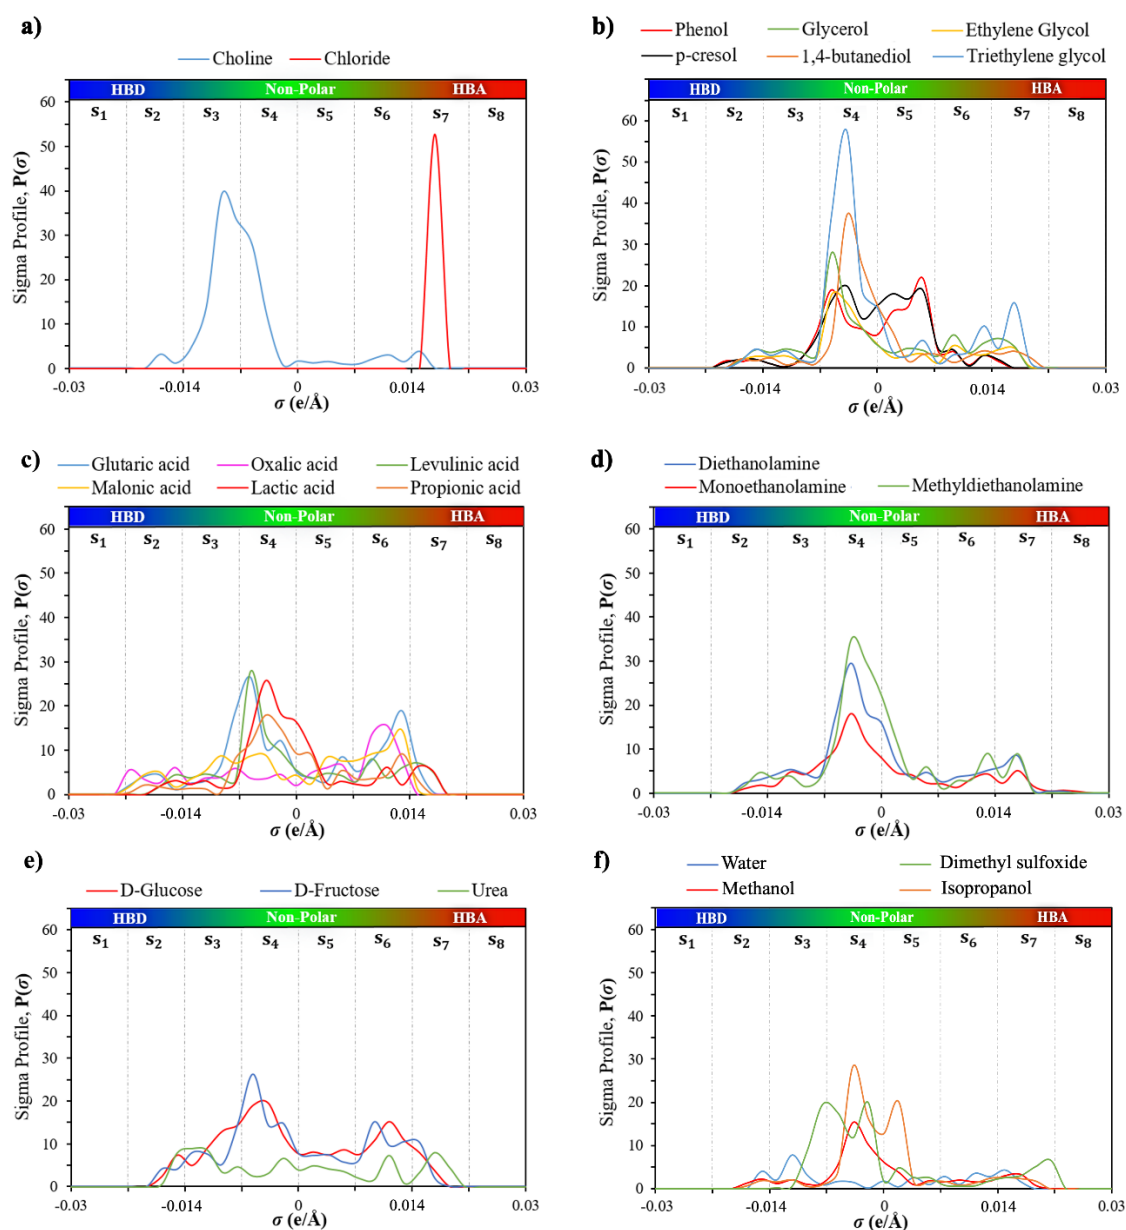 a)
Choline Chloride
HBD Non-Polar HBA
S1 S2 S3 S4 S5 S6 S7 S8
60
50
40
30
20
10
0
Sigma Profile, P(σ)
-0.03 -0.014 0 0.014 0.03
σ (e/Å)
b)
Phenol Glycerol Ethylene Glycol
p-cresol 1,4-butanediol Triethylene glycol
HBD Non-Polar HBA
S1 S2 S3 S4 S5 S6 S7 S8
60
50
40
30
20
10
0
Sigma Profile, P(σ)
-0.03 -0.014 0 0.014 0.03
σ (e/Å)
c)
Glutaric acid Oxalic acid Levulinic acid
Malonic acid Lactic acid Propionic acid
HBD Non-Polar HBA
S1 S2 S3 S4 S5 S6 S7 S8
60
50
40
30
20
10
0
Sigma Profile, P(σ)
-0.03 -0.014 0 0.014 0.03
σ (e/Å)
d)
Diethanolamine
Monoethanolamine Methyldiethanolamine
HBD Non-Polar HBA
S1 S2 S3 S4 S5 S6 S7 S8
60
50
40
30
20
10
0
Sigma Profile, P(σ)
-0.03 -0.014 0 0.014 0.03
σ (e/Å)
e)
D-Glucose D-Fructose Urea
HBD Non-Polar HBA
S1 S2 S3 S4 S5 S6 S7 S8
60
50
40
30
20
10
0
Sigma Profile, P(σ)
-0.03 -0.014 0 0.014 0.03
σ (e/Å)
f)
Water Dimethyl sulfoxide
Methanol Isopropanol
HBD Non-Polar HBA
S1 S2 S3 S4 S5 S6 S7 S8
60
50
40
30
20
10
0
Sigma Profile, P(σ)
-0.03 -0.014 0 0.014 0.03
σ (e/Å)